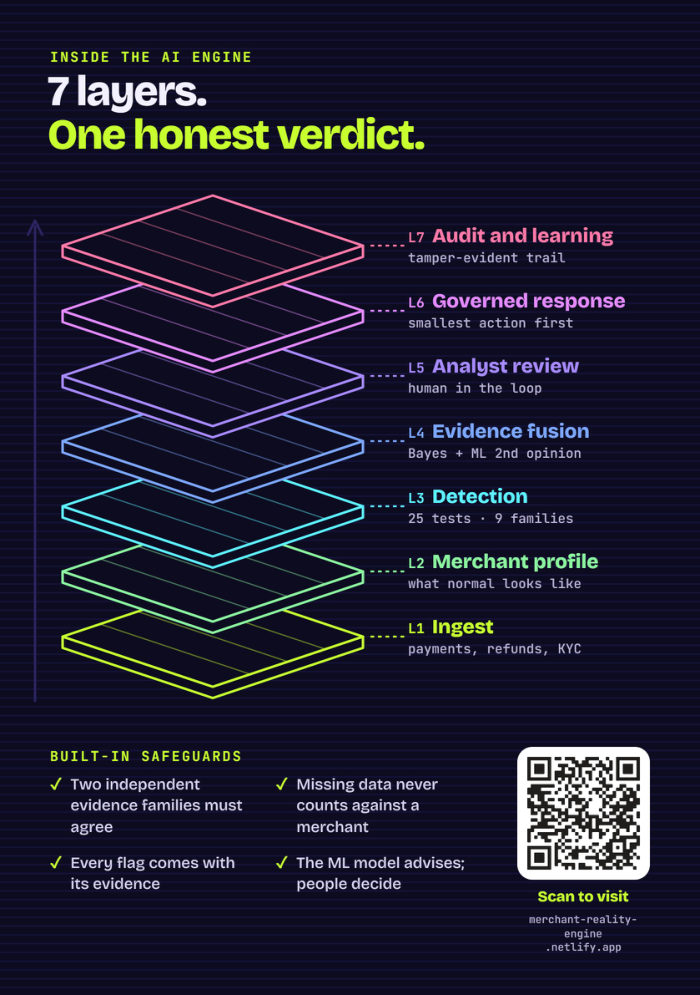 INSIDE THE AI ENGINE
7 layers.
One honest verdict.
L7 Audit and learning
tamper-evident trail
L6 Governed response
smallest action first
L5 Analyst review
human in the loop
L4 Evidence fusion
Bayes + ML 2nd opinion
L3 Detection
25 tests · 9 families
L2 Merchant profile
what normal looks like
L1 Ingest
payments, refunds, KYC
BUILT-IN SAFEGUARDS
✓ Two independent
evidence families must
agree
✓ Missing data never
counts against a
merchant
✓ Every flag comes with
its evidence
✓ The ML model advises;
people decide
Scan to visit
merchant-reality-
engine
.netlify.app